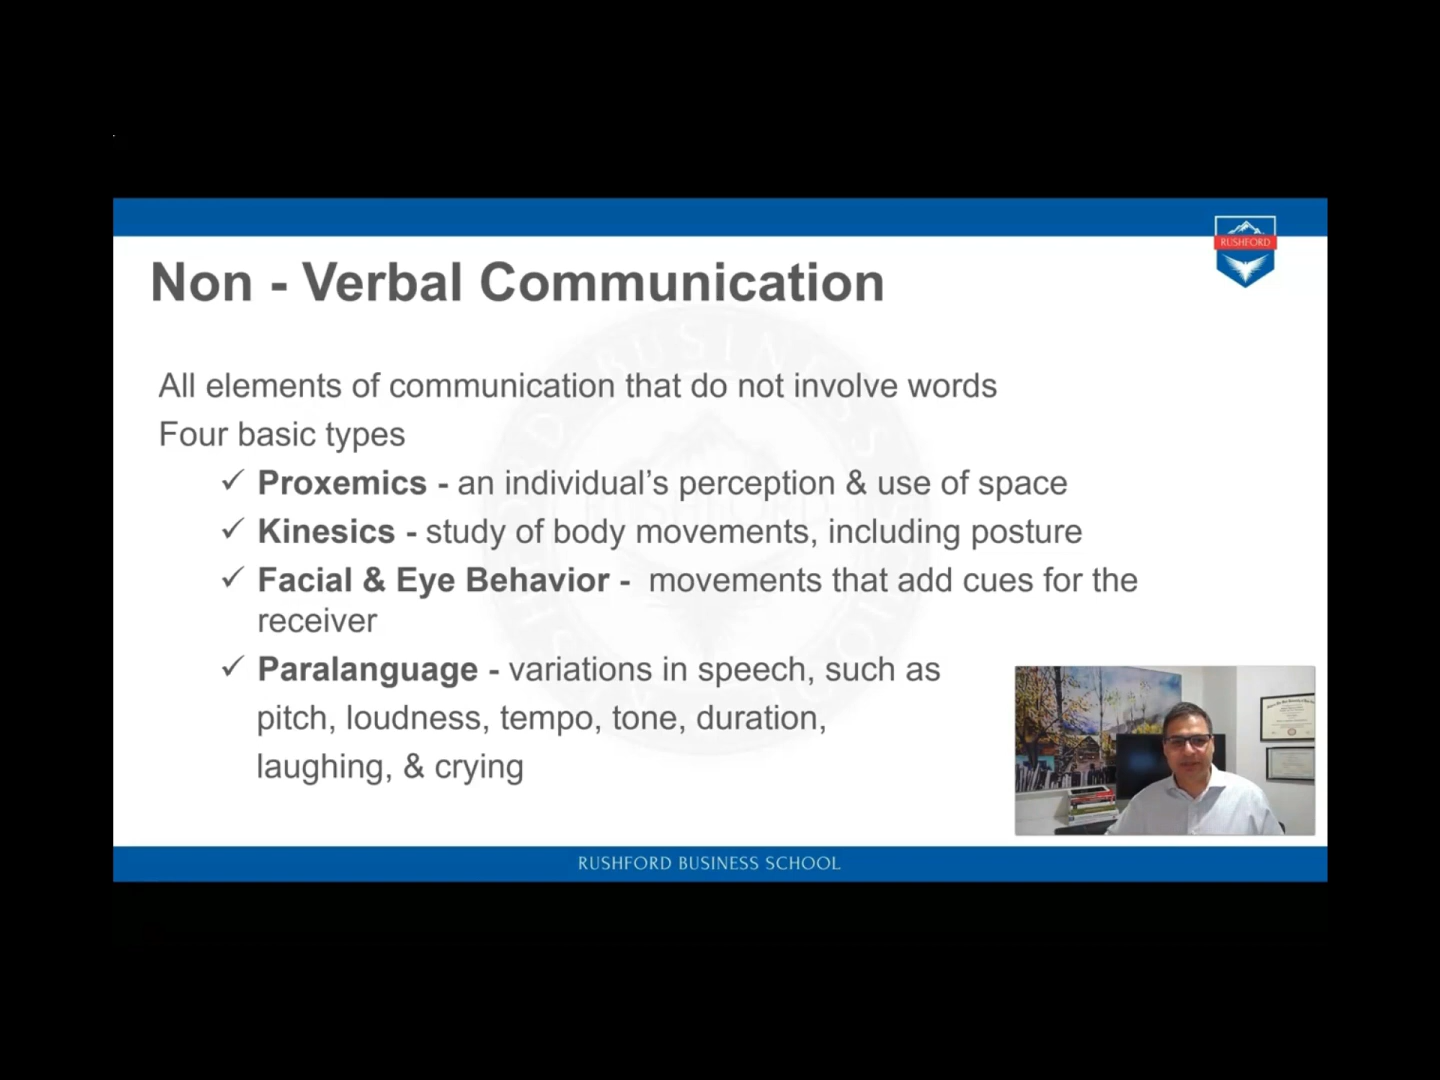 RUSHFORD
Non - Verbal Communication
All elements of communication that do not involve words
Four basic types
✓ Proxemics - an individual's perception & use of space
✓ Kinesics - study of body movements, including posture
✓ Facial & Eye Behavior -  movements that add cues for the
receiver
✓ Paralanguage - variations in speech, such as
pitch, loudness, tempo, tone, duration,
laughing, & crying
RUSHFORD BUSINESS SCHOOL